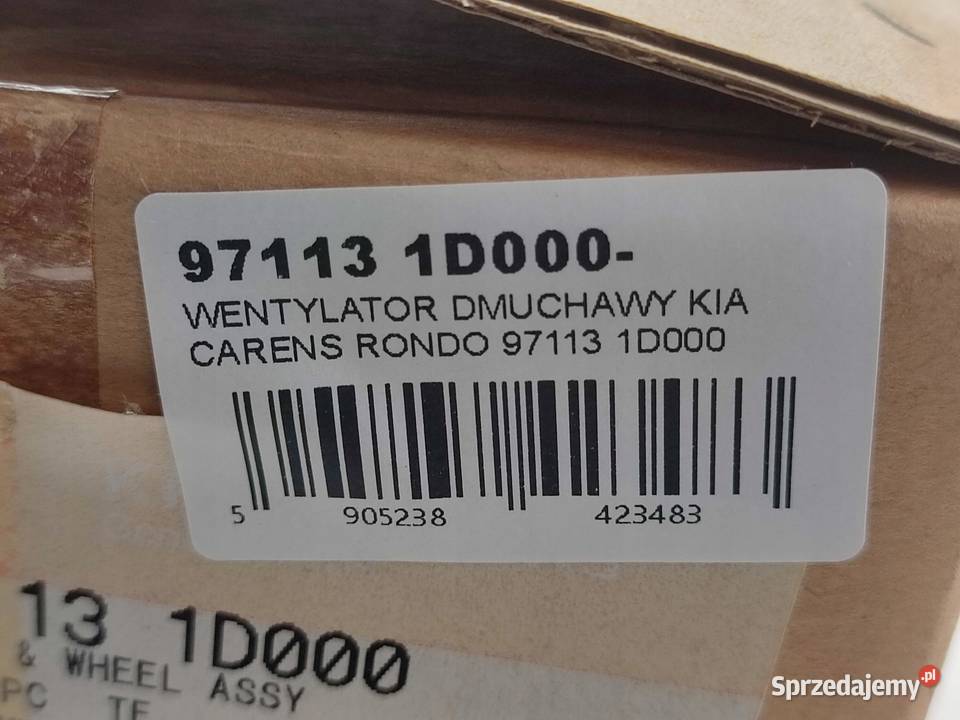 97113 1D000-
WENTYLATOR DMUCHAWY KIA
CARENS RONDO 97113 1D000
5 905238 423483
13 1D000
& WHEEL ASSY
PC TE
Sprzedajemy.pl